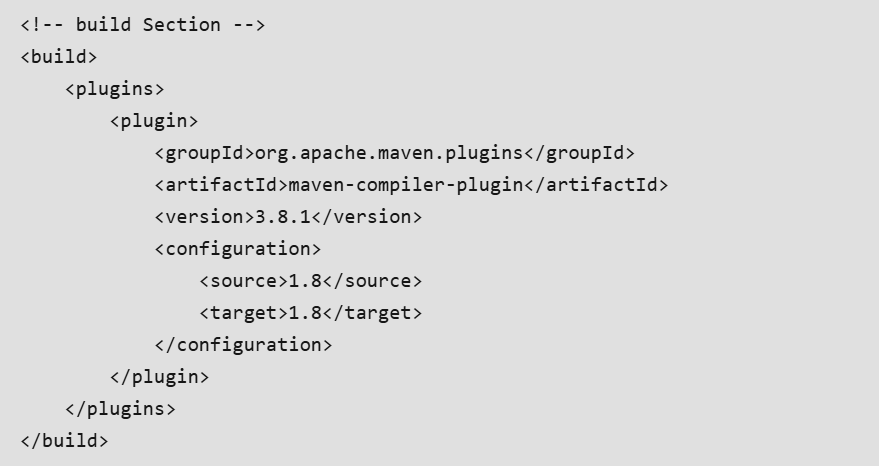 <!-- build Section -->
<build>
    <plugins>
        <plugin>
            <groupId>org.apache.maven.plugins</groupId>
            <artifactId>maven-compiler-plugin</artifactId>
            <version>3.8.1</version>
            <configuration>
                <source>1.8</source>
                <target>1.8</target>
            </configuration>
        </plugin>
    </plugins>
</build>